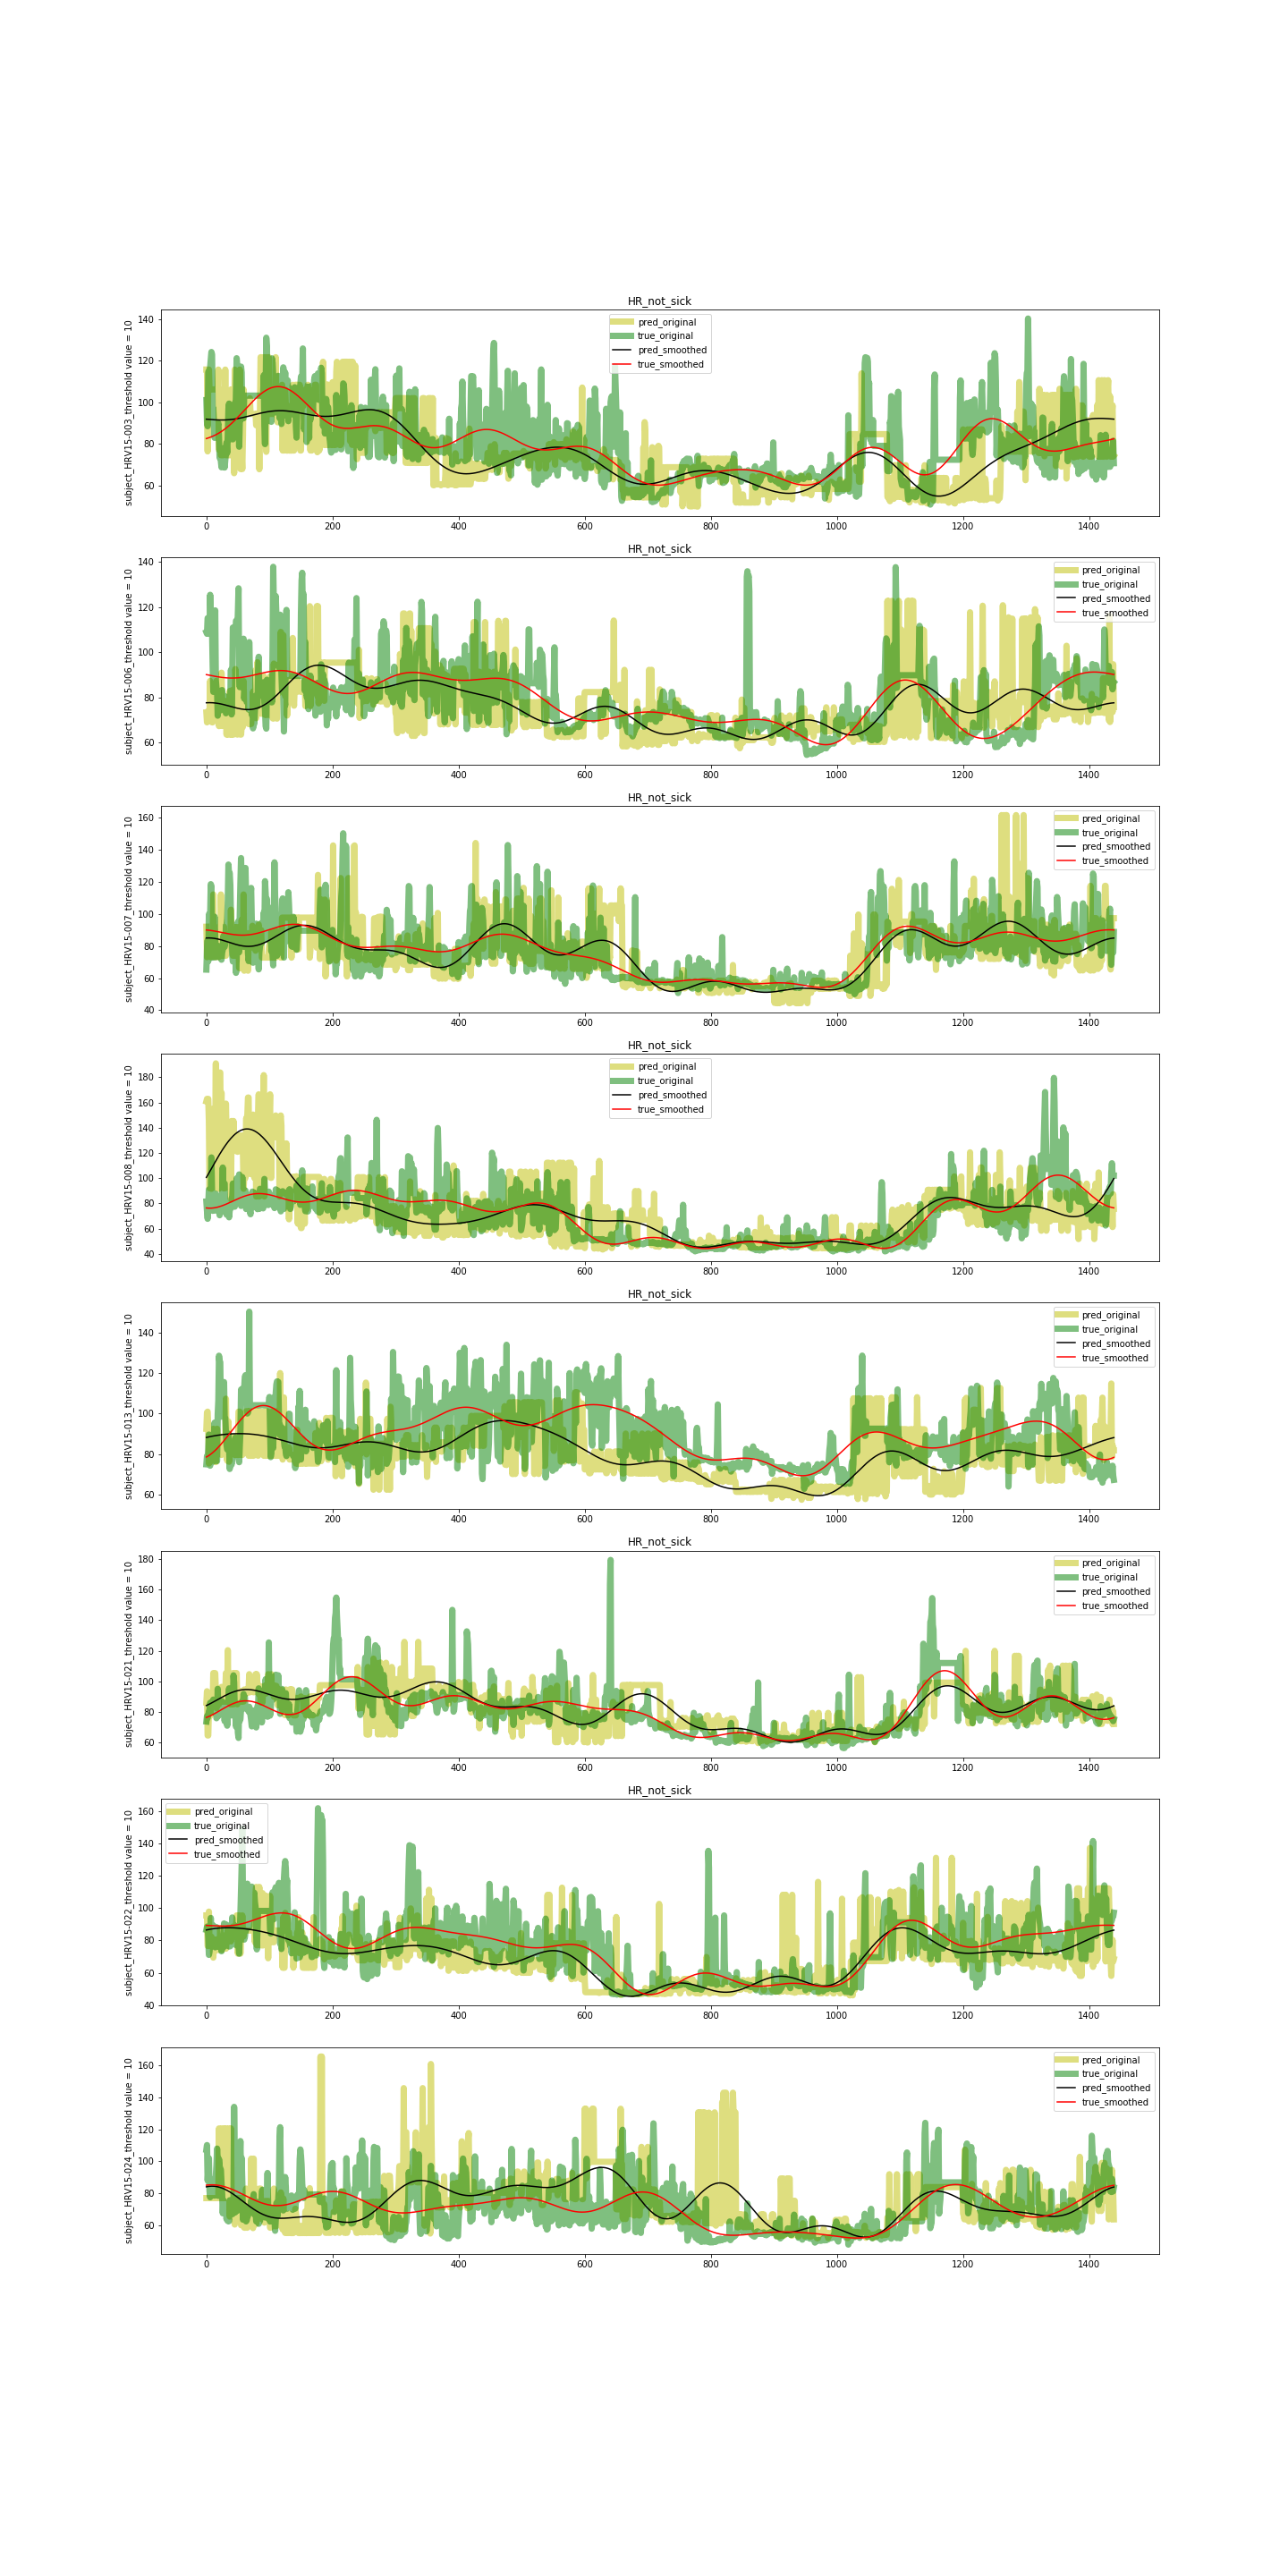 HR_not_sick
subject_HRV15-003_threshold value = 10
140
120
100
80
60
pred_original
true_original
pred_smoothed
true_smoothed
0 200 400 600 800 1000 1200 1400
HR_not_sick
subject_HRV15-006_threshold value = 10
140
120
100
80
60
pred_original
true_original
pred_smoothed
true_smoothed
0 200 400 600 800 1000 1200 1400
HR_not_sick
subject_HRV15-007_threshold value = 10
160
140
120
100
80
60
40
pred_original
true_original
pred_smoothed
true_smoothed
0 200 400 600 800 1000 1200 1400
HR_not_sick
subject_HRV15-008_threshold value = 10
180
160
140
120
100
80
60
40
pred_original
true_original
pred_smoothed
true_smoothed
0 200 400 600 800 1000 1200 1400
HR_not_sick
subject_HRV15-013_threshold value = 10
140
120
100
80
60
pred_original
true_original
pred_smoothed
true_smoothed
0 200 400 600 800 1000 1200 1400
HR_not_sick
subject_HRV15-021_threshold value = 10
180
160
140
120
100
80
60
pred_original
true_original
pred_smoothed
true_smoothed
0 200 400 600 800 1000 1200 1400
HR_not_sick
subject_HRV15-022_threshold value = 10
160
140
120
100
80
60
40
pred_original
true_original
pred_smoothed
true_smoothed
0 200 400 600 800 1000 1200 1400
subject_HRV15-024_threshold value = 10
160
140
120
100
80
60
pred_original
true_original
pred_smoothed
true_smoothed
0 200 400 600 800 1000 1200 1400